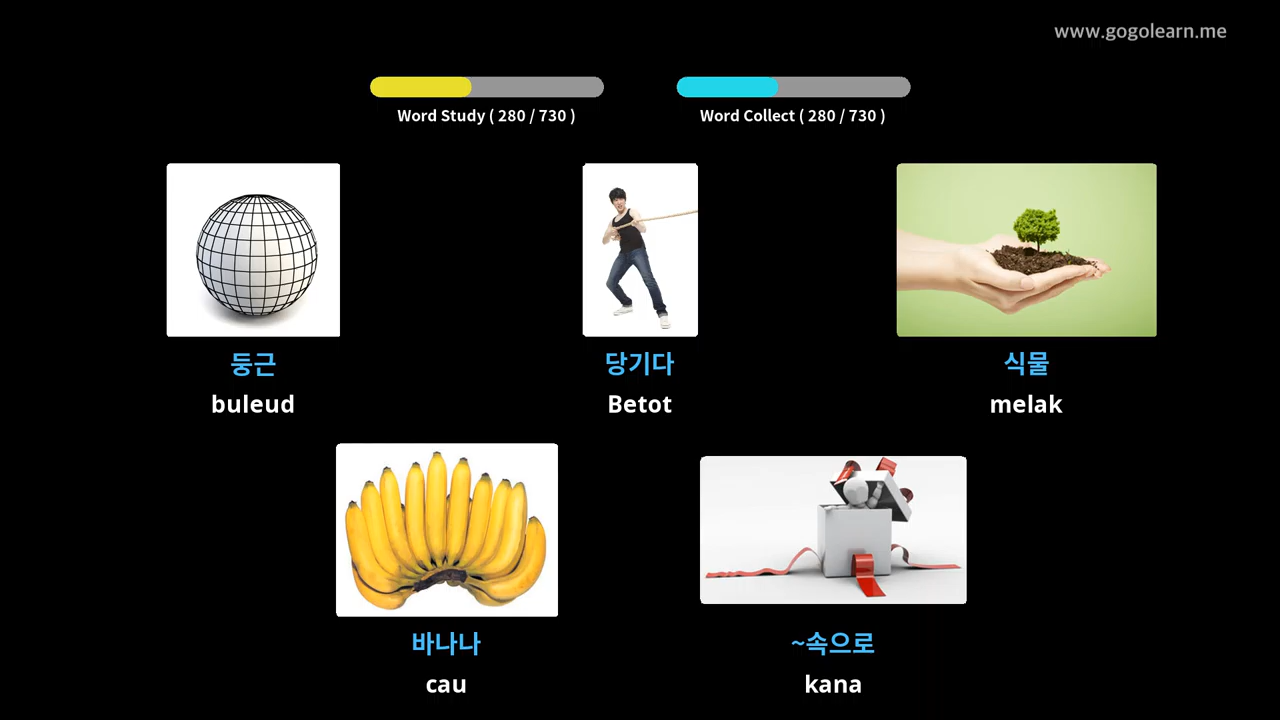 www.gogolearn.me
Word Study ( 280 / 730 )
Word Collect ( 280 / 730 )
둥근
buleud
당기다
Betot
식물
melak
바나나
cau
~속으로
kana